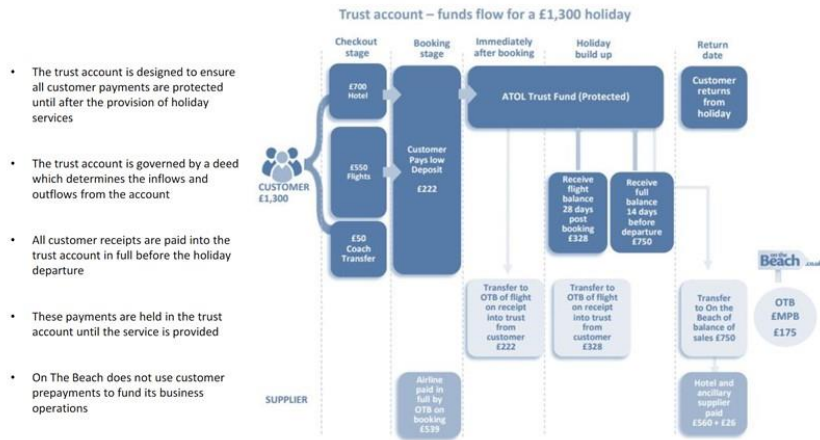 Trust account – funds flow for a £1,300 holiday
• The trust account is designed to ensure
all customer payments are protected
until after the provision of holiday
services
• The trust account is governed by a deed
which determines the inflows and
outflows from the account
• All customer receipts are paid into the
trust account in full before the holiday
departure
• These payments are held in the trust
account until the service is provided
• On The Beach does not use customer
prepayments to fund its business
operations
Checkout
stage
Booking
stage
Immediately
after booking
Holiday
build up
Return
date
CUSTOMER
£1,300
£700
Hotel
£550
Flights
£50
Coach
Transfer
Customer
Pays low
Deposit
£222
ATOL Trust Fund (Protected)
Customer
returns
from
holiday
Receive
flight
balance
28 days
post
booking
£328
Receive
full
balance
14 days
before
departure
£750
Transfer to
OTB of flight
on receipt
into trust
from
customer
£222
Transfer to
OTB of flight
on receipt
into trust
from
customer
£328
Transfer
to On the
Beach of
balance of
sales £750
on the
Beach.co.uk
OTB
£MPB
£175
SUPPLIER
Airline
paid in
full by
OTB on
booking
£539
Hotel and
ancillary
supplier
paid
£560 + £26